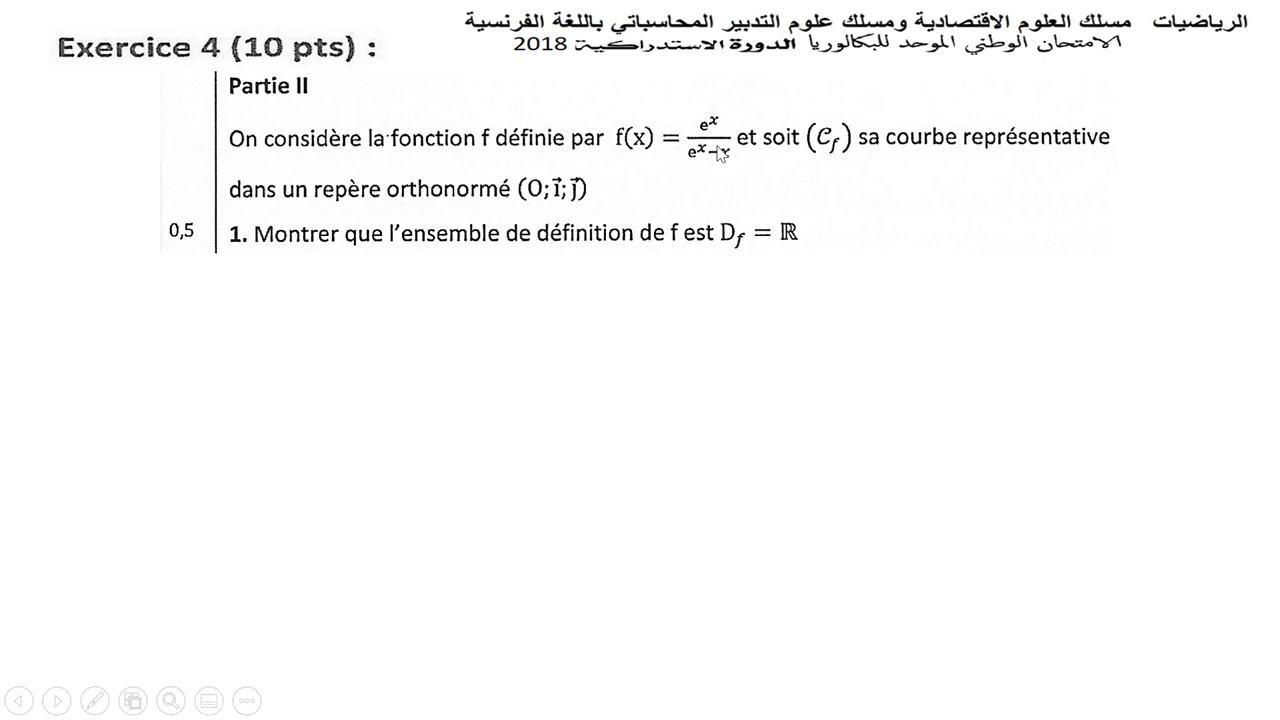 الرياضيات مسلك العلوم الاقتصادية ومسلك علوم التدبير المحاسباتي باللغة الفرنسية
الامتحان الوطني الموحد للبكالوريا الدورة الاستدراكية 2018
Exercice 4 (10 pts) :
Partie II
On considère la fonction f définie par f(x) = e^x / (e^x − x) et soit (𝒞_f) sa courbe représentative
dans un repère orthonormé (O; i⃗; j⃗)
0,5 1. Montrer que l’ensemble de définition de f est D_f = ℝ